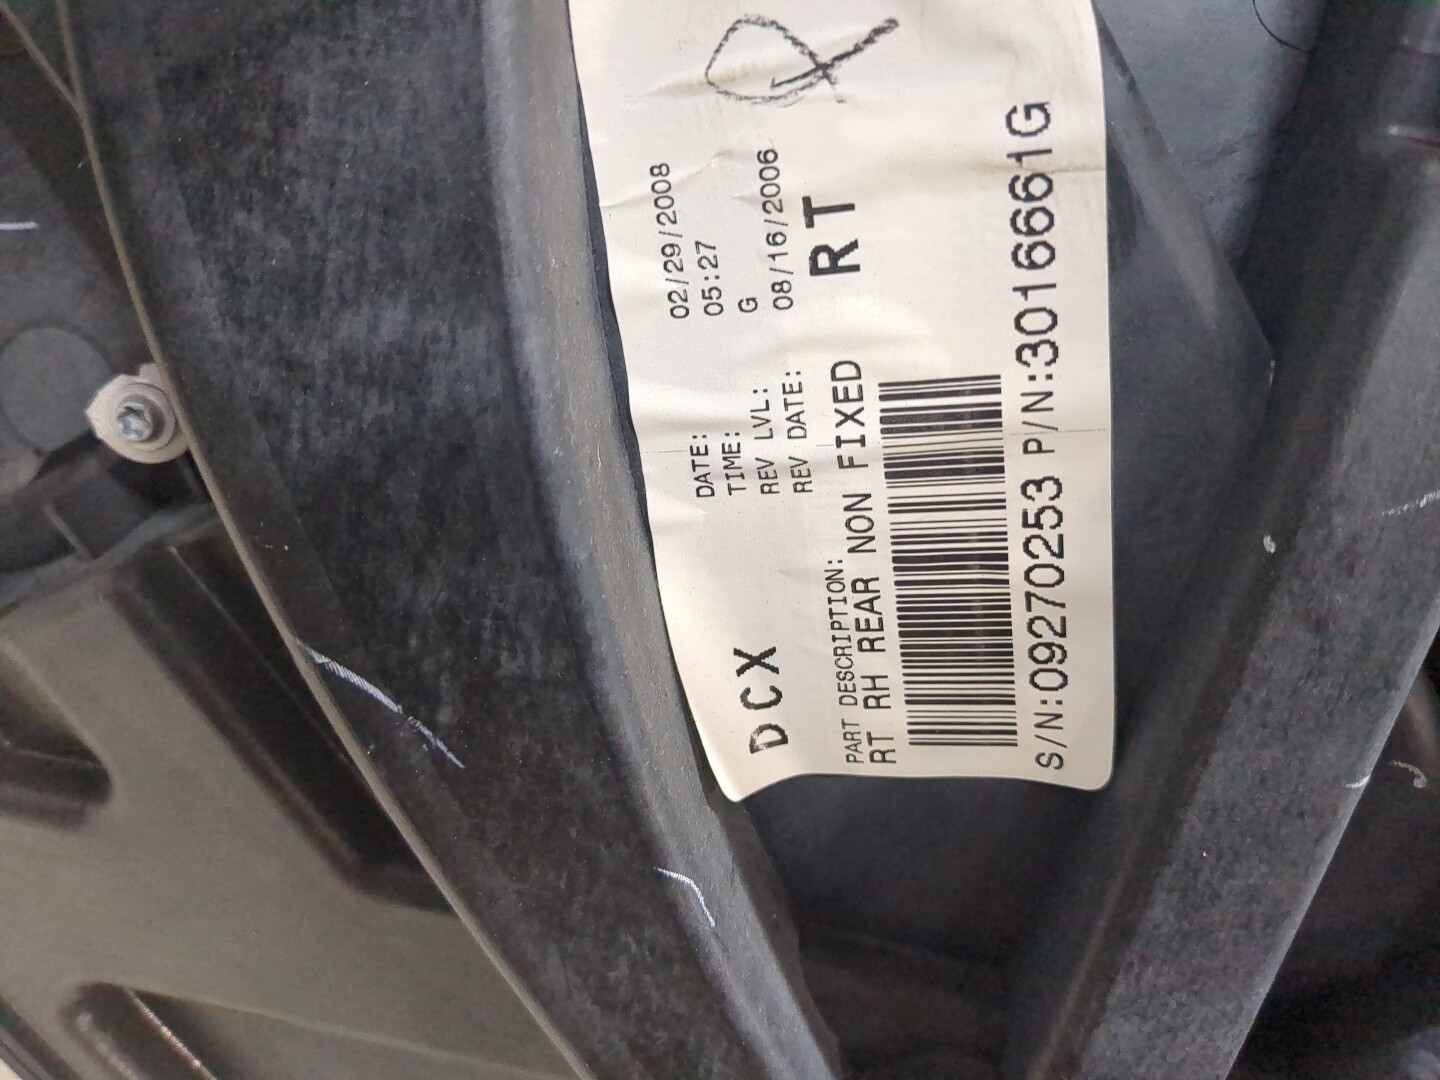 DCX
DATE: 02/29/2008
TIME: 05:27
REV LVL: G
REV DATE: 08/16/2006
PART DESCRIPTION:
RT RH REAR NON FIXED
RT
S/N:09270253 P/N:3016661G